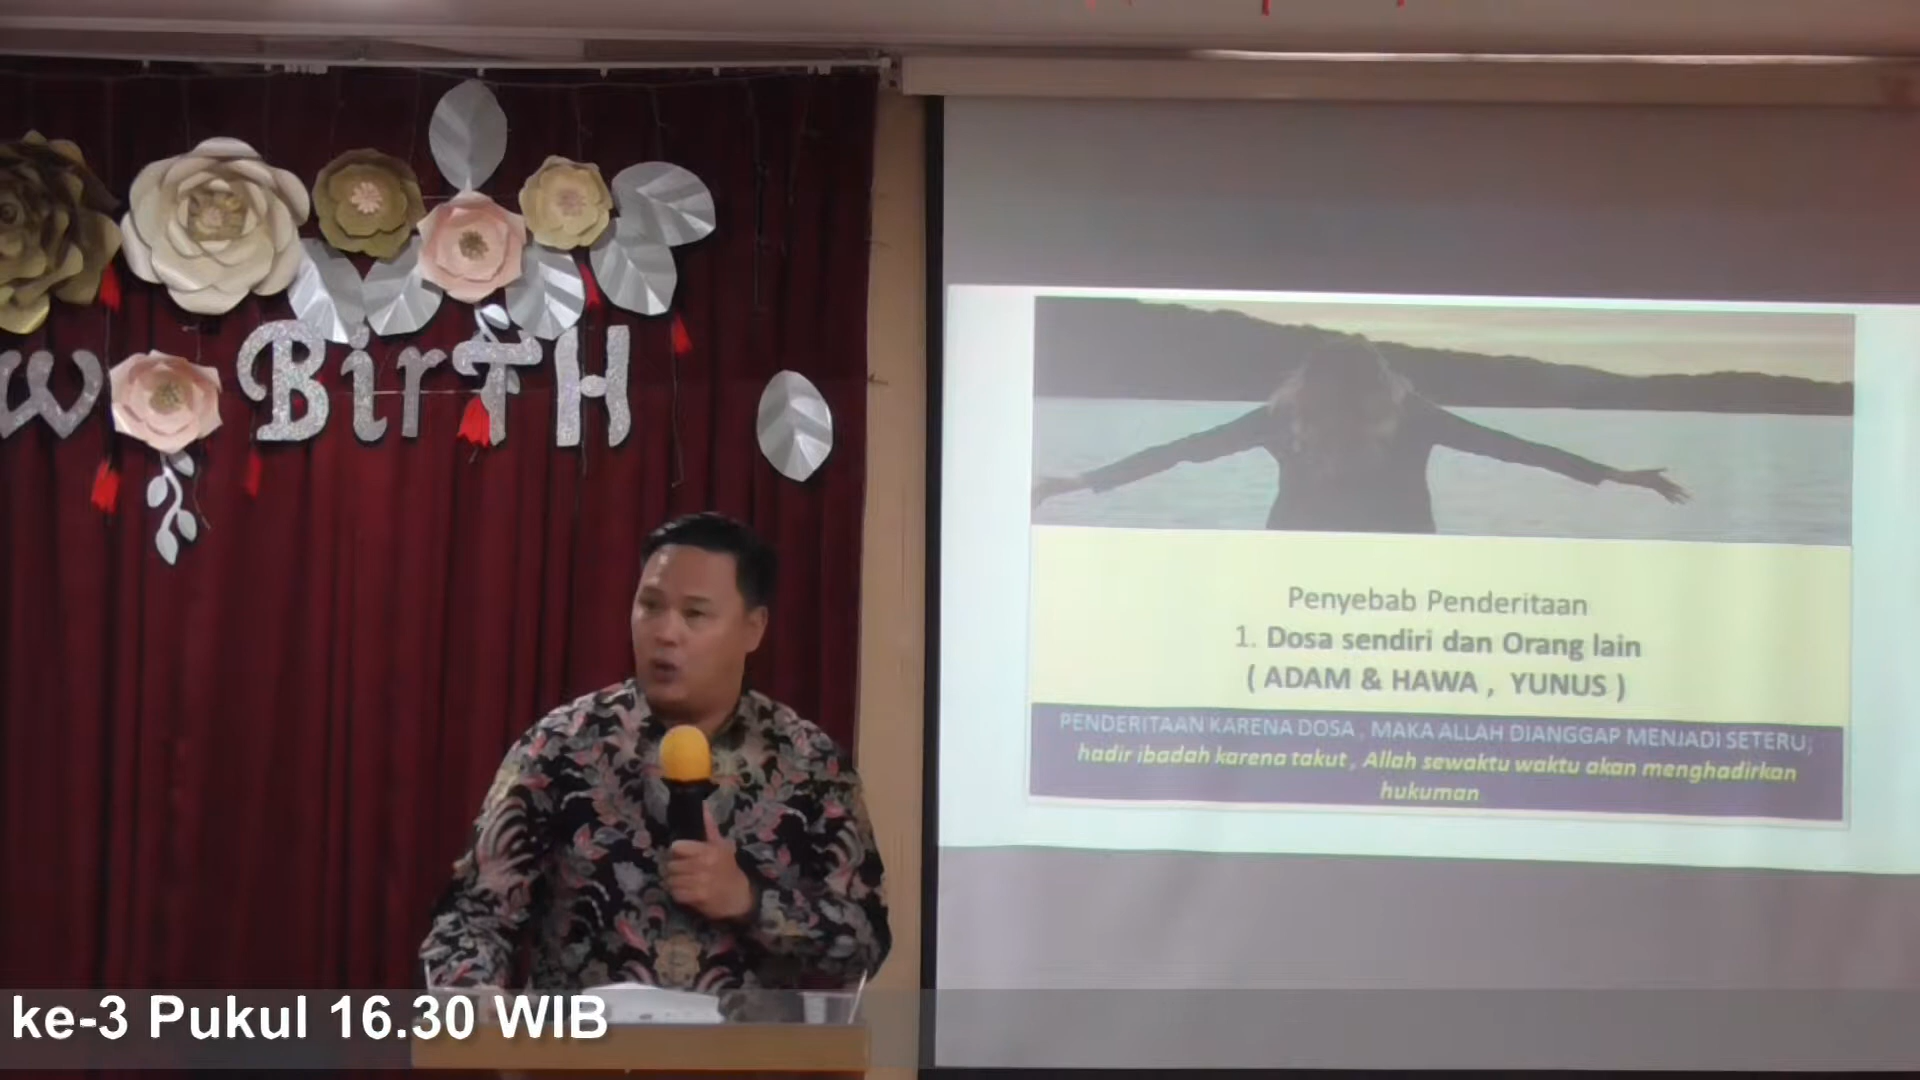 w BirTH
Penyebab Penderitaan
1. Dosa sendiri dan Orang lain
( ADAM & HAWA , YUNUS )
PENDERITAAN KARENA DOSA , MAKA ALLAH DIANGGAP MENJADI SETERU;
hadir ibadah karena takut , Allah sewaktu waktu akan menghadirkan
hukuman
ke-3 Pukul 16.30 WIB